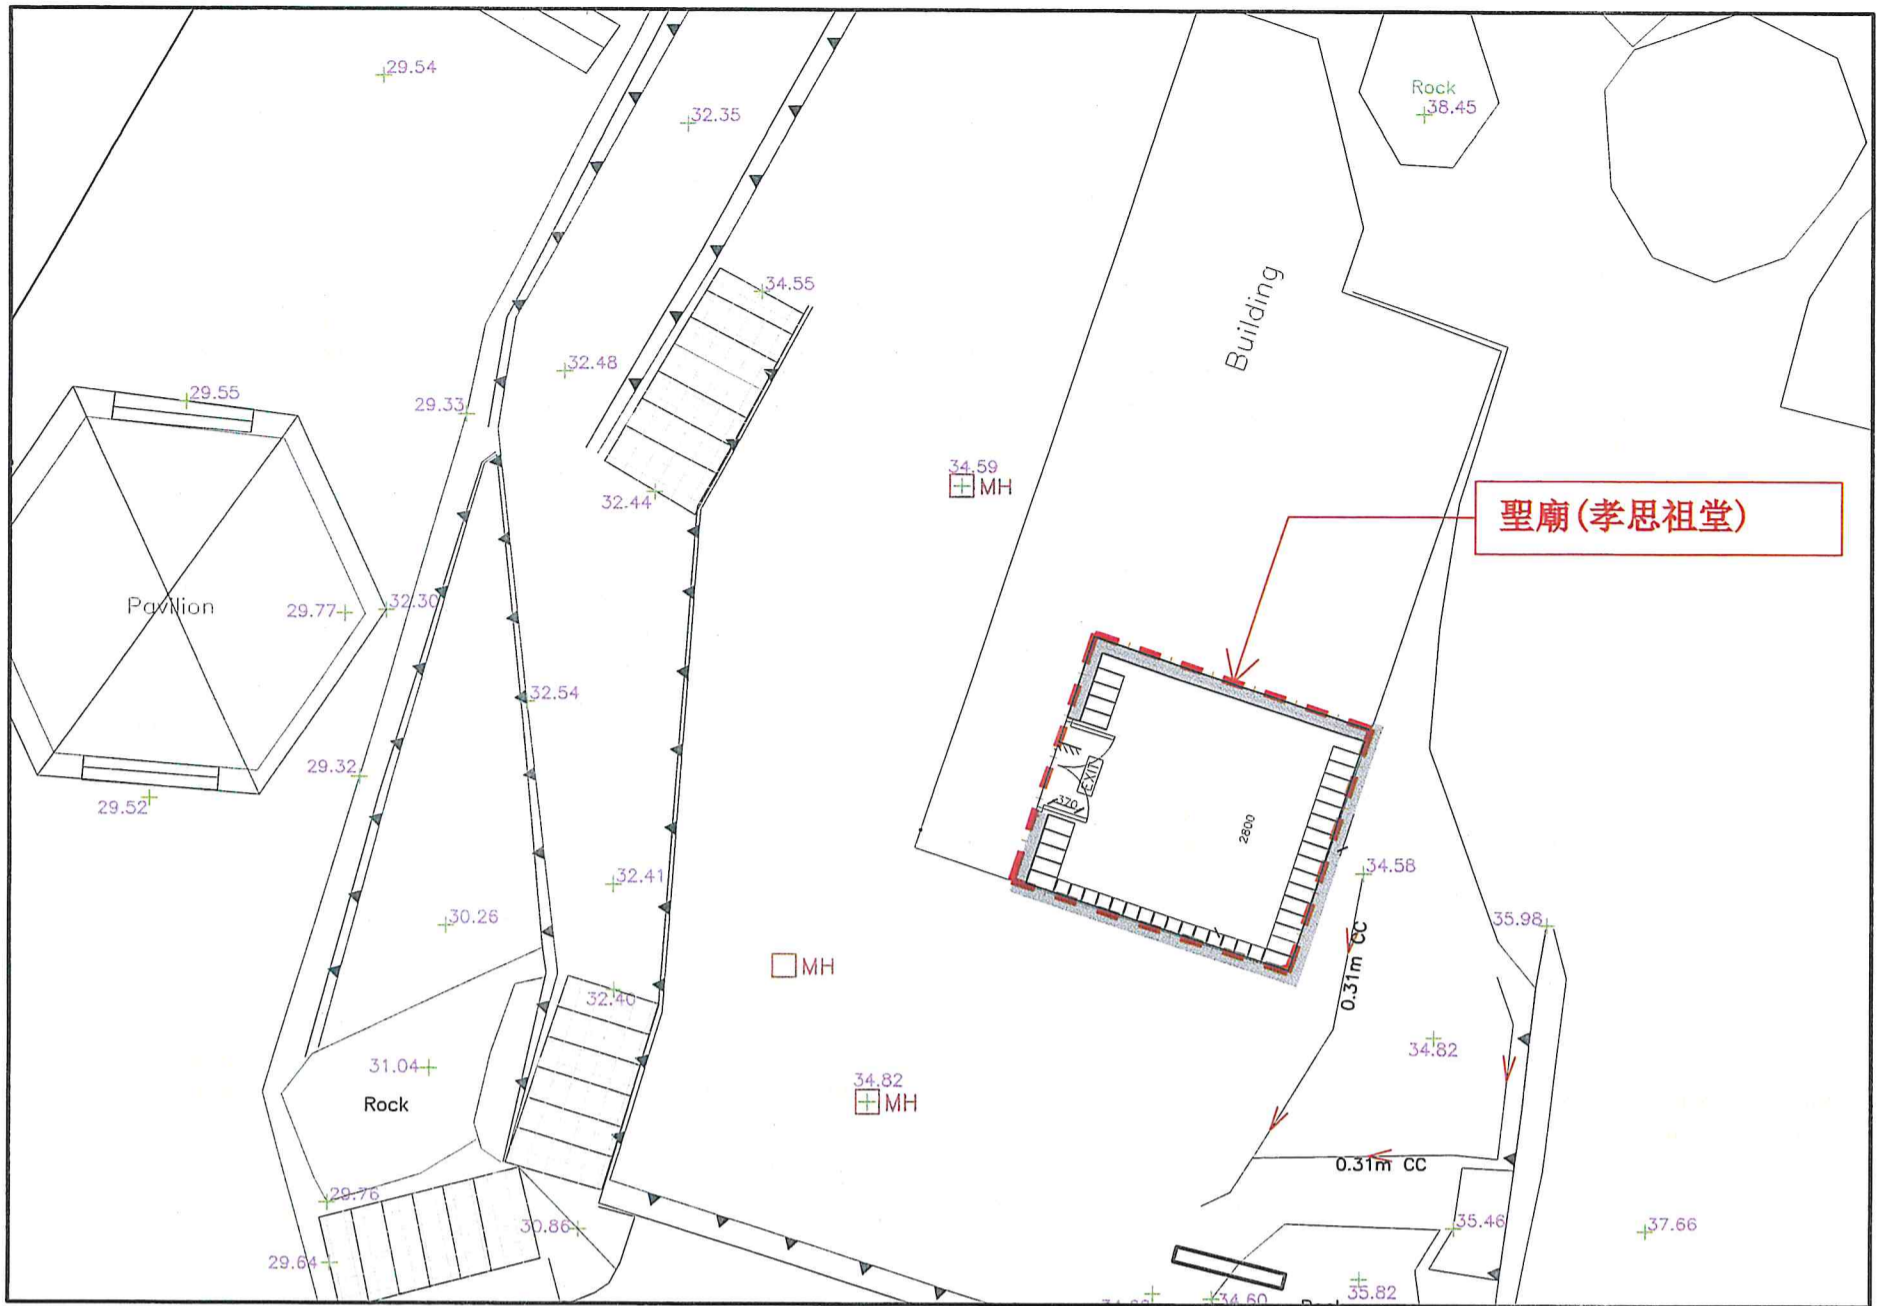 29.54
32.35
Rock
38.45
34.55
Building
32.48
29.55
29.33
34.59
MH
32.44
聖廟(孝思祖堂)
Pavilion
29.77
32.30
32.54
29.32
29.52
EXIT
370
2800
32.41
34.58
30.26
35.98
0.31m CC
MH
32.40
34.82
31.04
Rock
34.82
MH
0.31m CC
29.76
30.86
35.46
37.66
29.64
35.82
34.60